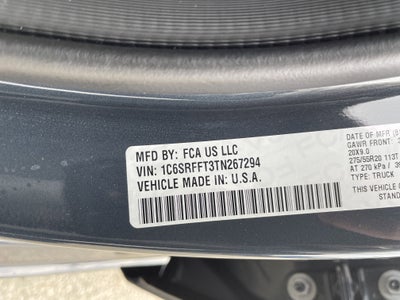 MFD BY: FCA US LLC
VIN: 1C6SRFFT3TN267294
VEHICLE MADE IN: U.S.A.
DATE OF MFR
GAWR FRONT:
20X9.0
275/55R20 113T
AT 270 kPa /
TYPE: TRUCK
THIS VEHICLE
STANDARDS